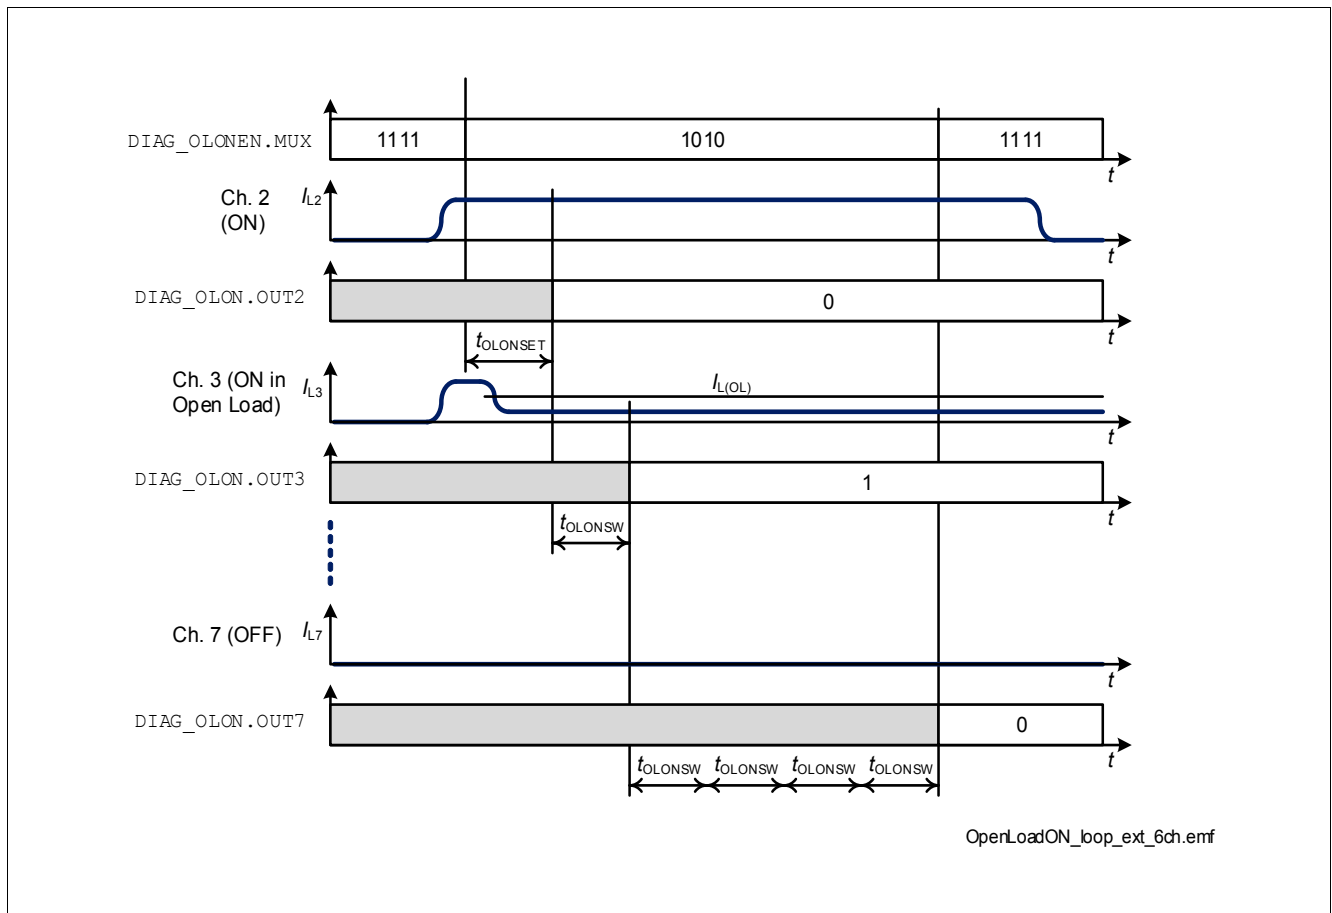 DIAG_OLONEN.MUX
1111
1010
1111
t
Ch. 2
(ON)
IL2
t
DIAG_OLON.OUT2
0
t
tOLONSET
Ch. 3 (ON in
Open Load)
IL3
IL(OL)
t
DIAG_OLON.OUT3
1
t
tOLONSW
Ch. 7 (OFF)
IL7
t
DIAG_OLON.OUT7
0
t
tOLONSW tOLONSW tOLONSW tOLONSW
OpenLoadON_loop_ext_6ch.emf